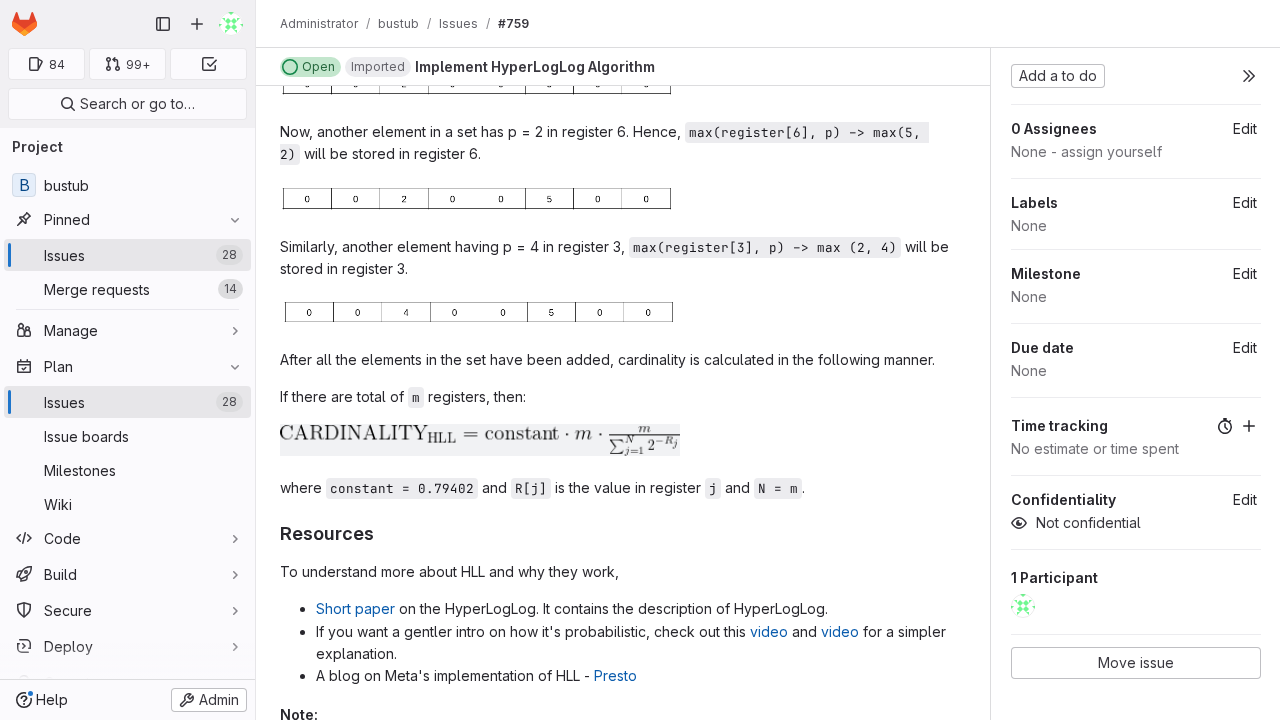 84
99+
Search or go to…
Project
B bustub
Pinned
Issues 28
Merge requests 14
Manage
Plan
Issues 28
Issue boards
Milestones
Wiki
Code
Build
Secure
Deploy
Help
Admin
Administrator / bustub / Issues / #759
Open Imported Implement HyperLogLog Algorithm
Now, another element in a set has p = 2 in register 6. Hence, max(register[6], p) -> max(5,
2) will be stored in register 6.
0 0 2 0 0 5 0 0
Similarly, another element having p = 4 in register 3, max(register[3], p) -> max (2, 4) will be
stored in register 3.
0 0 4 0 0 5 0 0
After all the elements in the set have been added, cardinality is calculated in the following manner.
If there are total of m registers, then:
CARDINALITY_HLL = constant · m · m / ∑_{j=1}^{N} 2^{-R_j}
where constant = 0.79402 and R[j] is the value in register j and N = m.
Resources
To understand more about HLL and why they work,
• Short paper on the HyperLogLog. It contains the description of HyperLogLog.
• If you want a gentler intro on how it's probabilistic, check out this video and video for a simpler
explanation.
• A blog on Meta's implementation of HLL - Presto
Note:
Add a to do
0 Assignees Edit
None - assign yourself
Labels Edit
None
Milestone Edit
None
Due date Edit
None
Time tracking
No estimate or time spent
Confidentiality Edit
Not confidential
1 Participant
Move issue